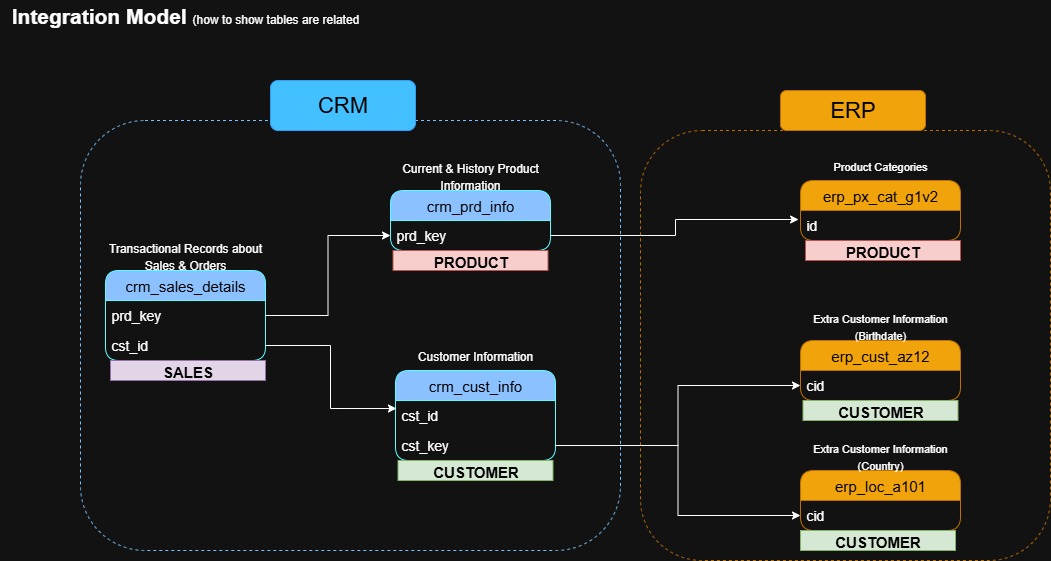 Integration Model (how to show tables are related
CRM
ERP
Current & History Product
Information
crm_prd_info
prd_key
PRODUCT
Product Categories
erp_px_cat_g1v2
id
PRODUCT
Transactional Records about
Sales & Orders
crm_sales_details
prd_key
cst_id
SALES
Customer Information
crm_cust_info
cst_id
cst_key
CUSTOMER
Extra Customer Information
(Birthdate)
erp_cust_az12
cid
CUSTOMER
Extra Customer Information
(Country)
erp_loc_a101
cid
CUSTOMER